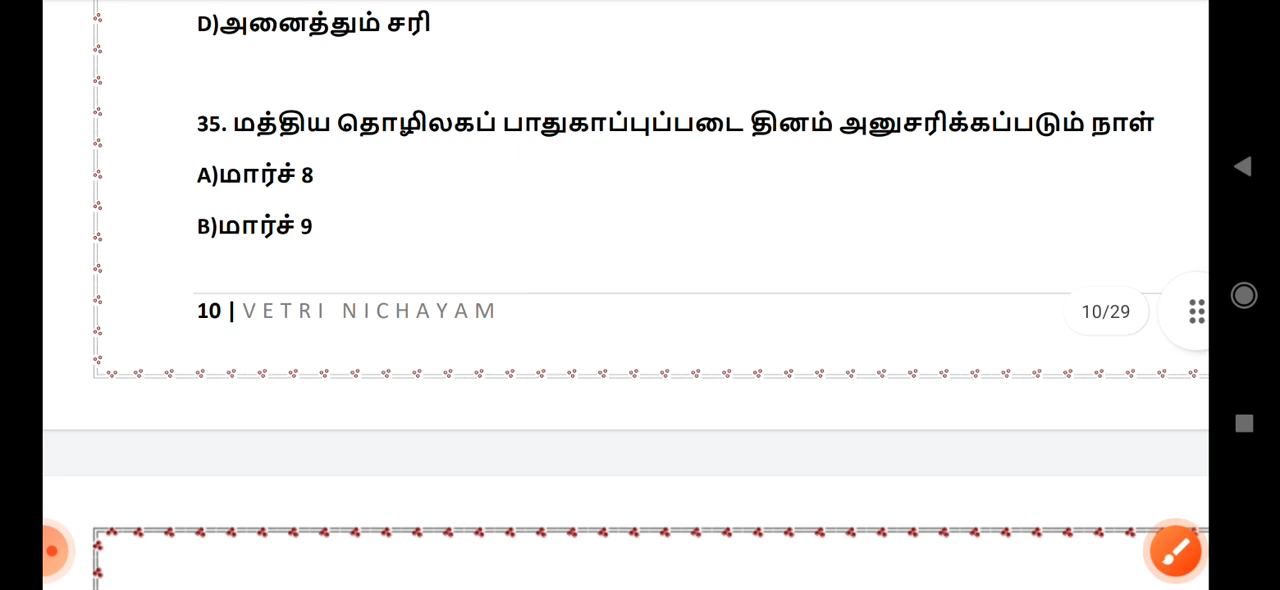 D)அனைத்தும் சரி
35. மத்திய தொழிலகப் பாதுகாப்புப்படை தினம் அனுசரிக்கப்படும் நாள்
A)மார்ச் 8
B)மார்ச் 9
10 | VETRI NICHAYAM
10/29